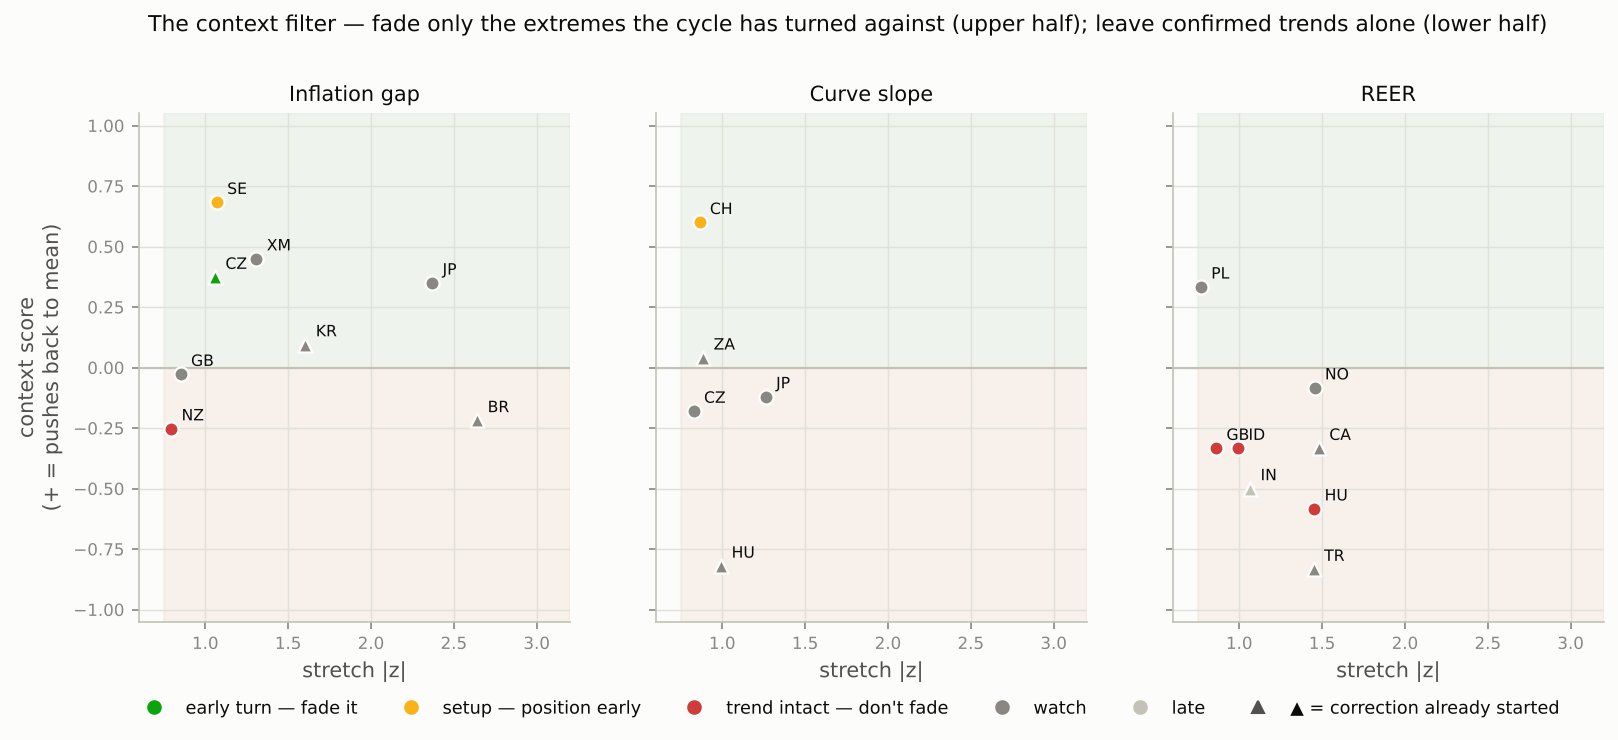 The context filter — fade only the extremes the cycle has turned against (upper half); leave confirmed trends alone (lower half)
Inflation gap
Curve slope
REER
context score
(+ = pushes back to mean)
1.00
0.75
0.50
0.25
0.00
−0.25
−0.50
−0.75
−1.00
SE
XM
CZ
JP
KR
GB
NZ
BR
1.0 1.5 2.0 2.5 3.0
stretch |z|
CH
ZA
JP
CZ
HU
1.0 1.5 2.0 2.5 3.0
stretch |z|
PL
NO
GB ID
CA
IN
HU
TR
1.0 1.5 2.0 2.5 3.0
stretch |z|
early turn — fade it
setup — position early
trend intact — don't fade
watch
late
▲ = correction already started